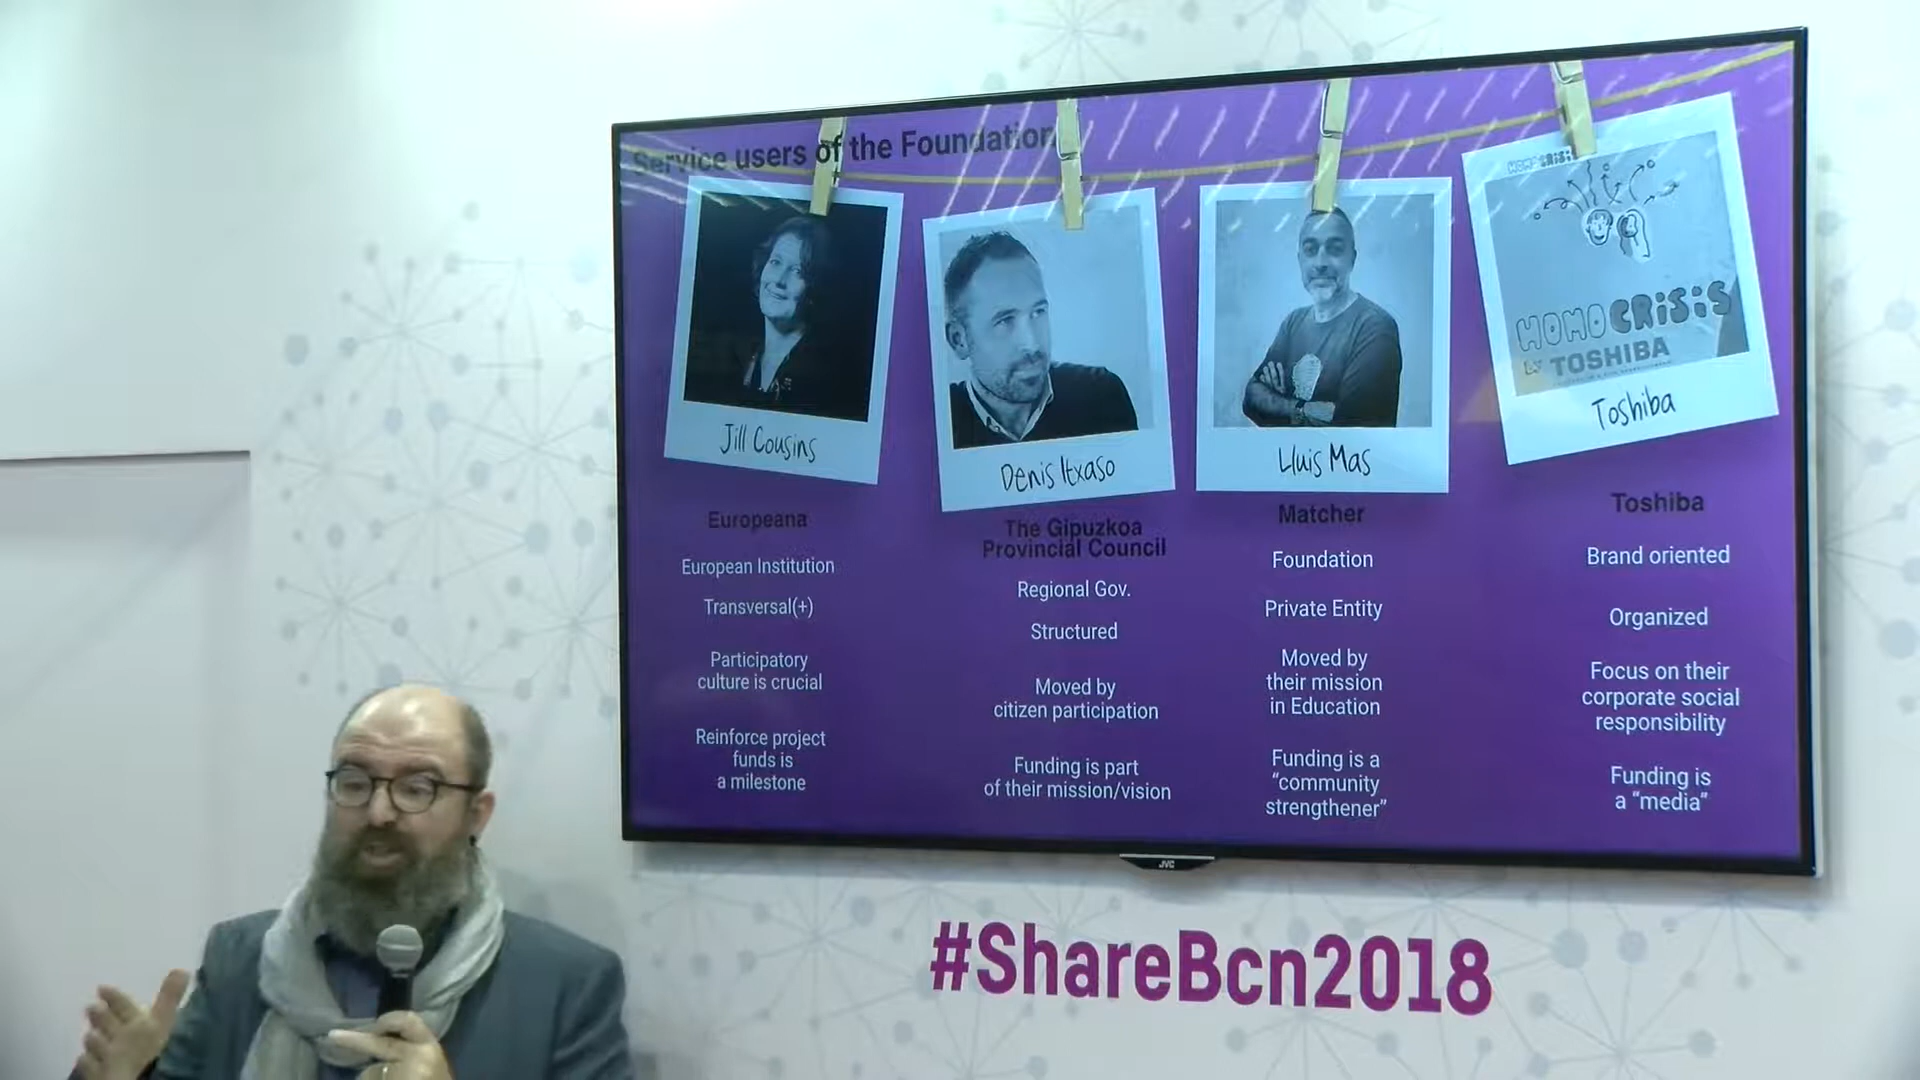 Service users of the Foundation
HOMOCRISIS
HOMOCRISIS
by TOSHIBA
Jill Cousins
Denis Itxaso
Lluis Mas
Toshiba
Europeana
European Institution
Transversal(+)
Participatory
culture is crucial
Reinforce project
funds is
a milestone
The Gipuzkoa
Provincial Council
Regional Gov.
Structured
Moved by
citizen participation
Funding is part
of their mission/vision
Matcher
Foundation
Private Entity
Moved by
their mission
in Education
Funding is a
“community
strengthener”
Toshiba
Brand oriented
Organized
Focus on their
corporate social
responsibility
Funding is
a “media”
JVC
#ShareBcn2018